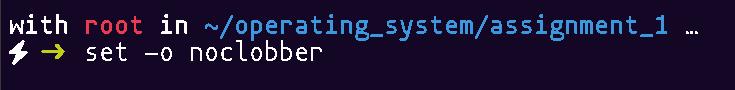 with root in ~/operating_system/assignment_1 …
⚡ → set -o noclobber